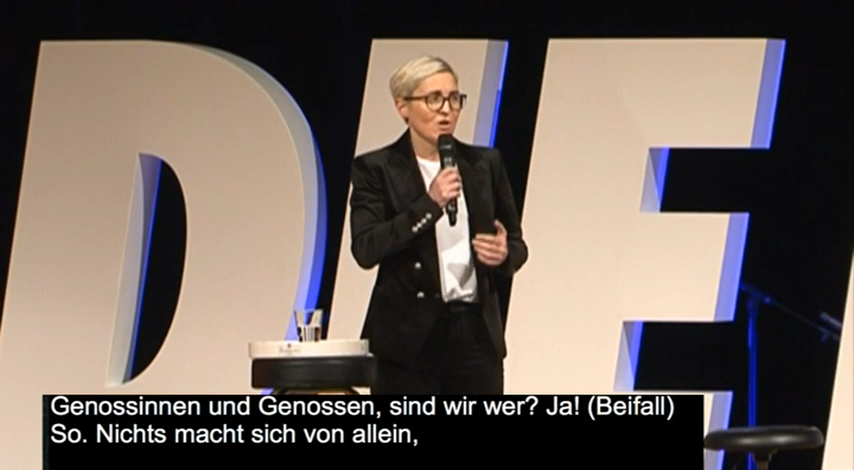 DIE
Genossinnen und Genossen, sind wir wer? Ja! (Beifall)
So. Nichts macht sich von allein,